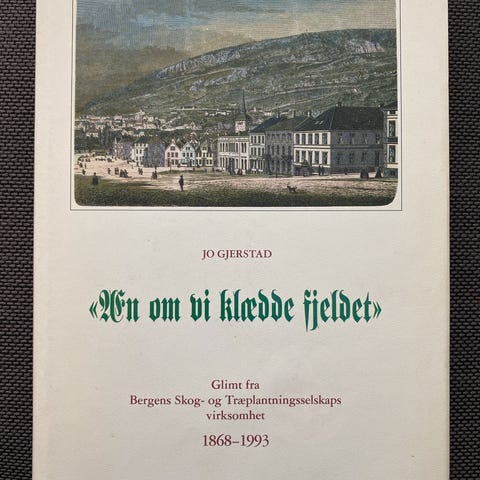 JO GJERSTAD
«Æn om vi klædde fjeldet»
Glimt fra
Bergens Skog- og Træplantningsselskaps
virksomhet
1868–1993